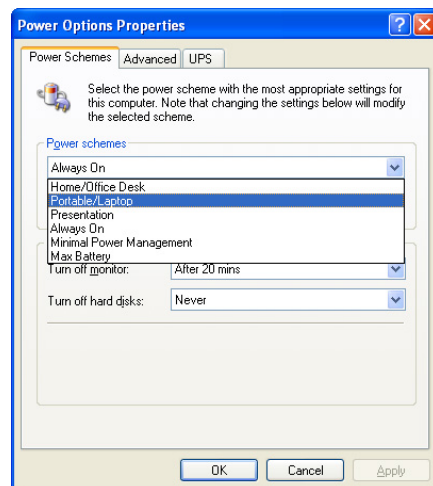 Power Options Properties
Power Schemes Advanced UPS
Select the power scheme with the most appropriate settings for
this computer. Note that changing the settings below will modify
the selected scheme.
Power schemes
Always On
Home/Office Desk
Portable/Laptop
Presentation
Always On
Minimal Power Management
Max Battery
Turn off monitor: After 20 mins
Turn off hard disks: Never
OK Cancel Apply